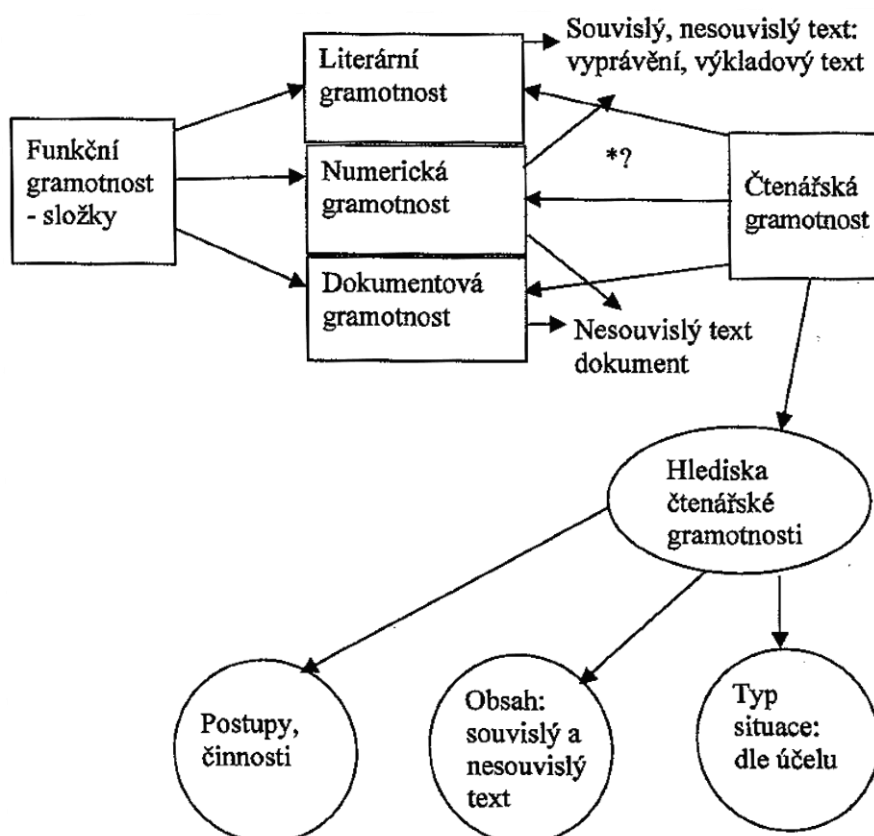 Souvislý, nesouvislý text:
vyprávění, výkladový text
Literární
gramotnost
Funkční
gramotnost
- složky
Numerická
gramotnost
*?
Čtenářská
gramotnost
Dokumentová
gramotnost
Nesouvislý text
dokument
Hlediska
čtenářské
gramotnosti
Postupy,
činnosti
Obsah:
souvislý a
nesouvislý
text
Typ
situace:
dle účelu